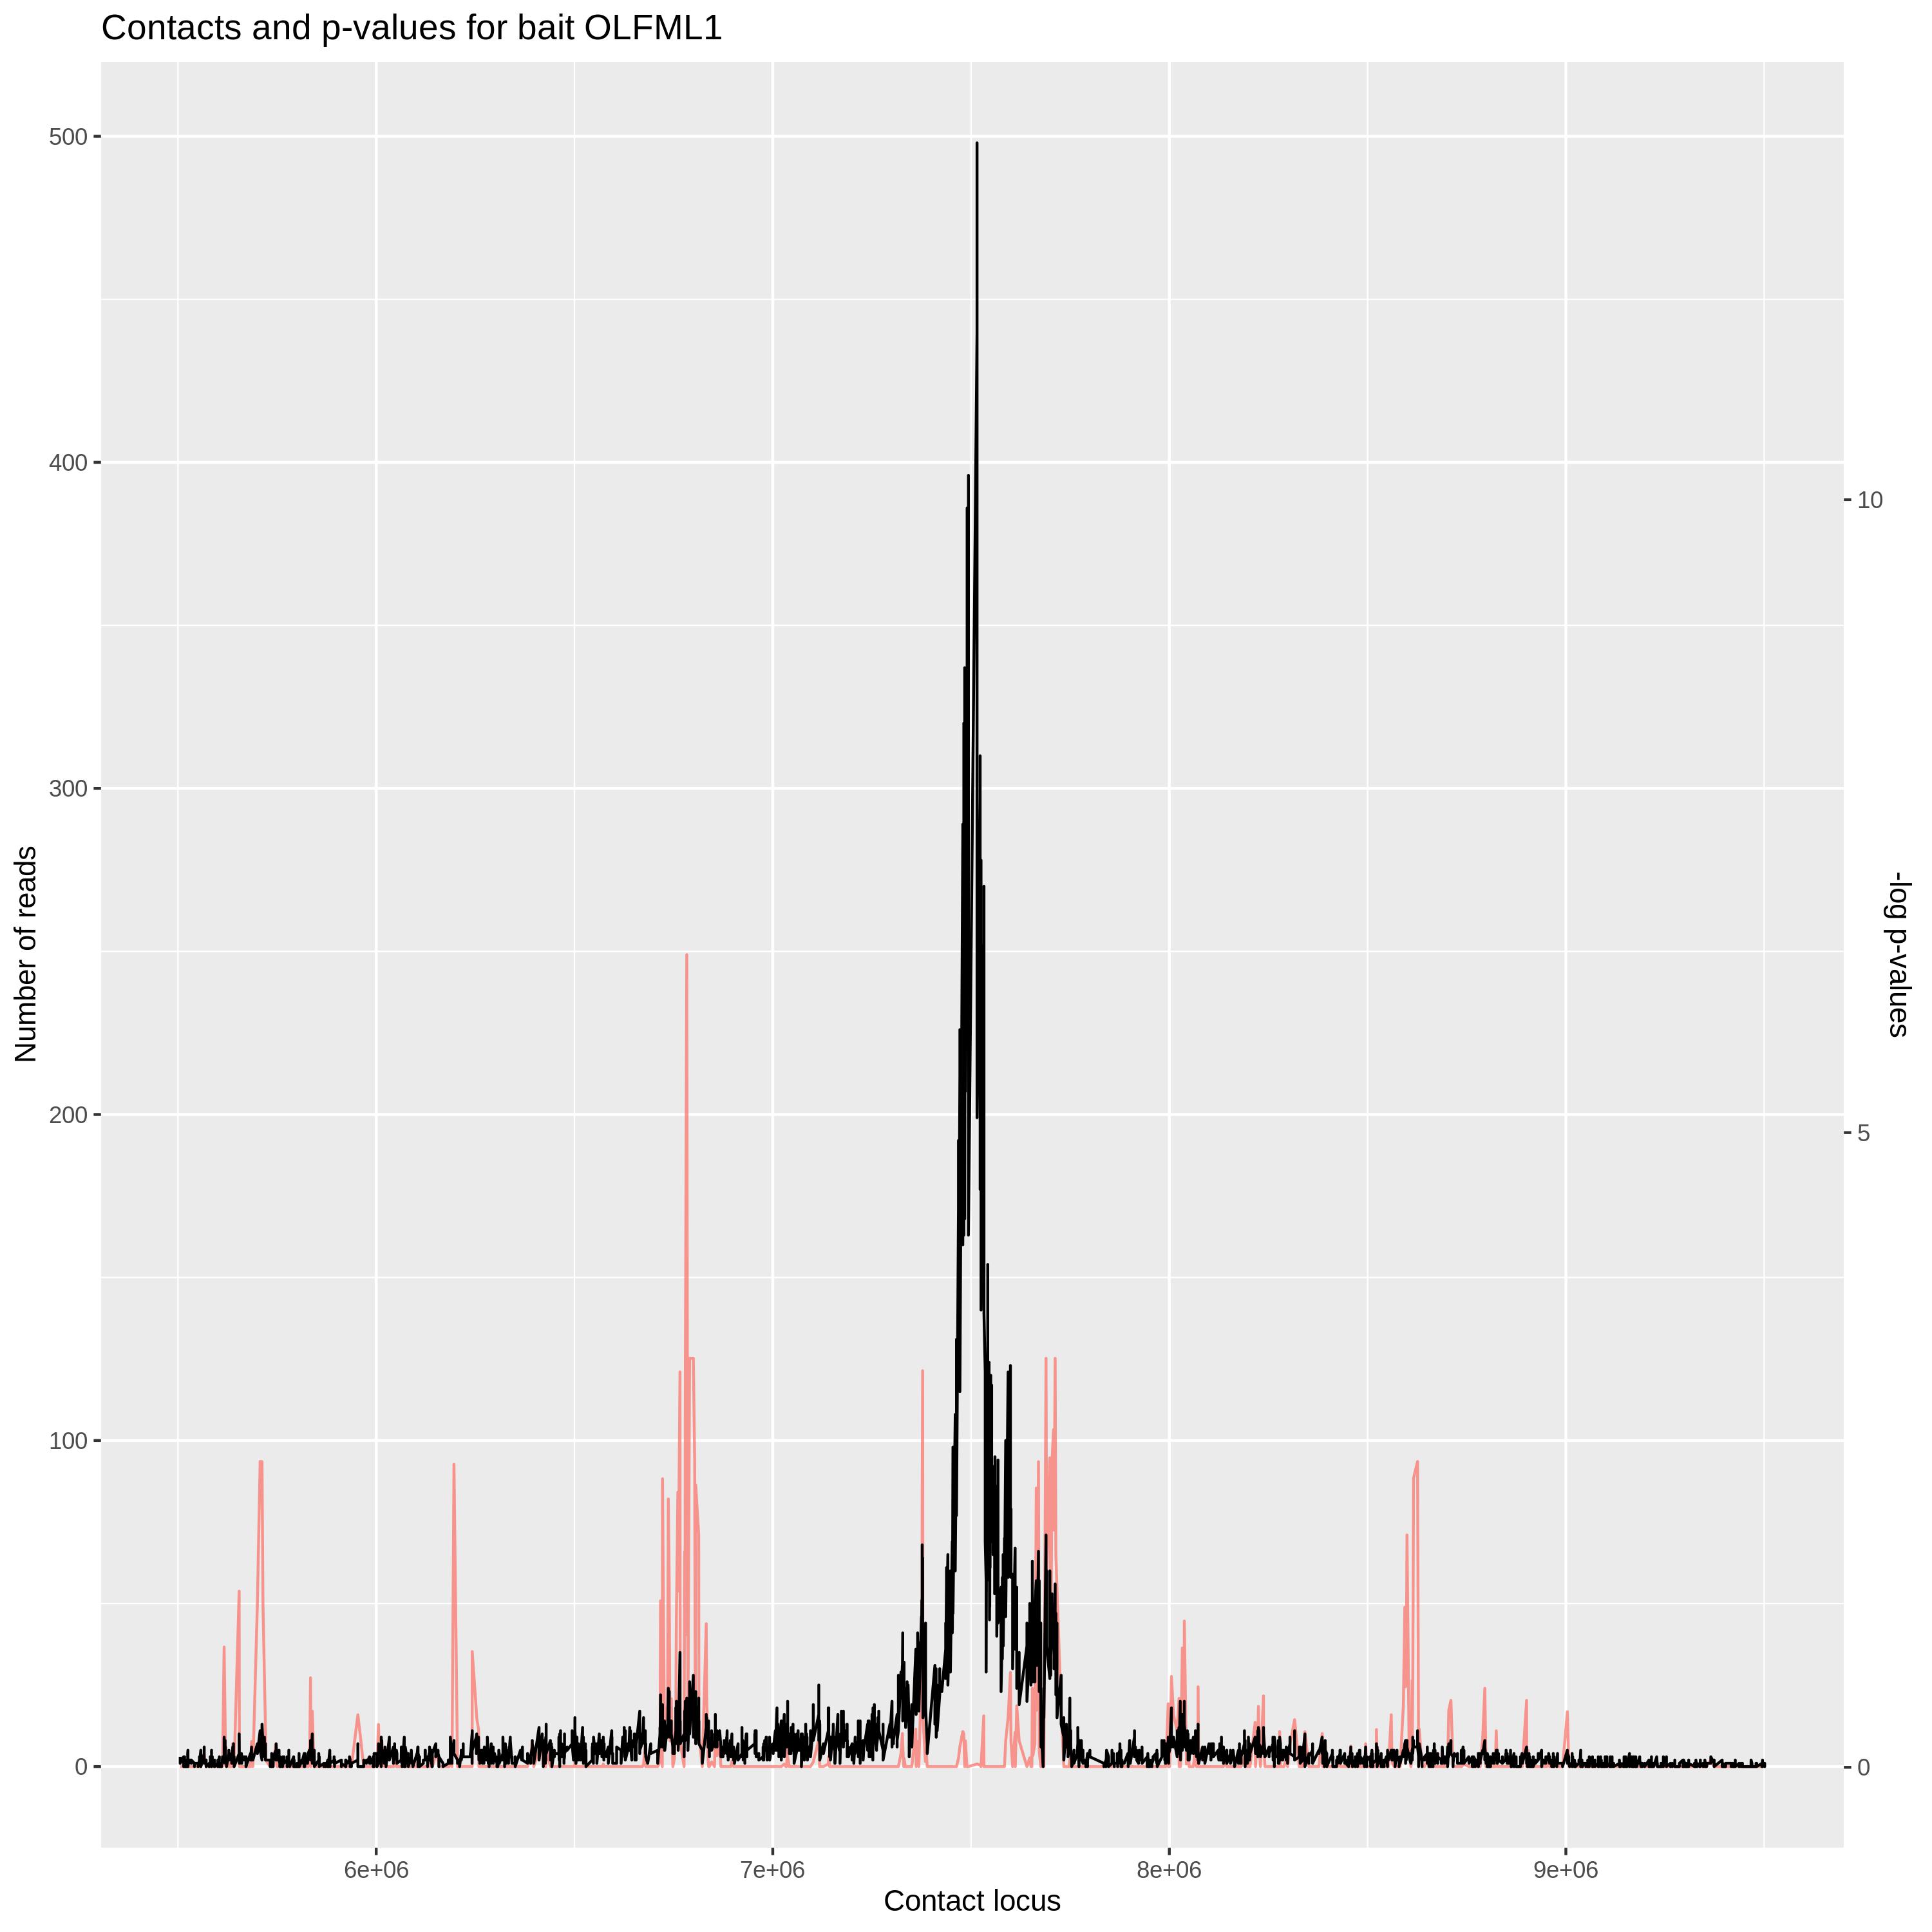 Contacts and p-values for bait OLFML1
500
400
300
200
100
0
Number of reads
10
5
0
-log p-values
6e+06
7e+06
8e+06
9e+06
Contact locus